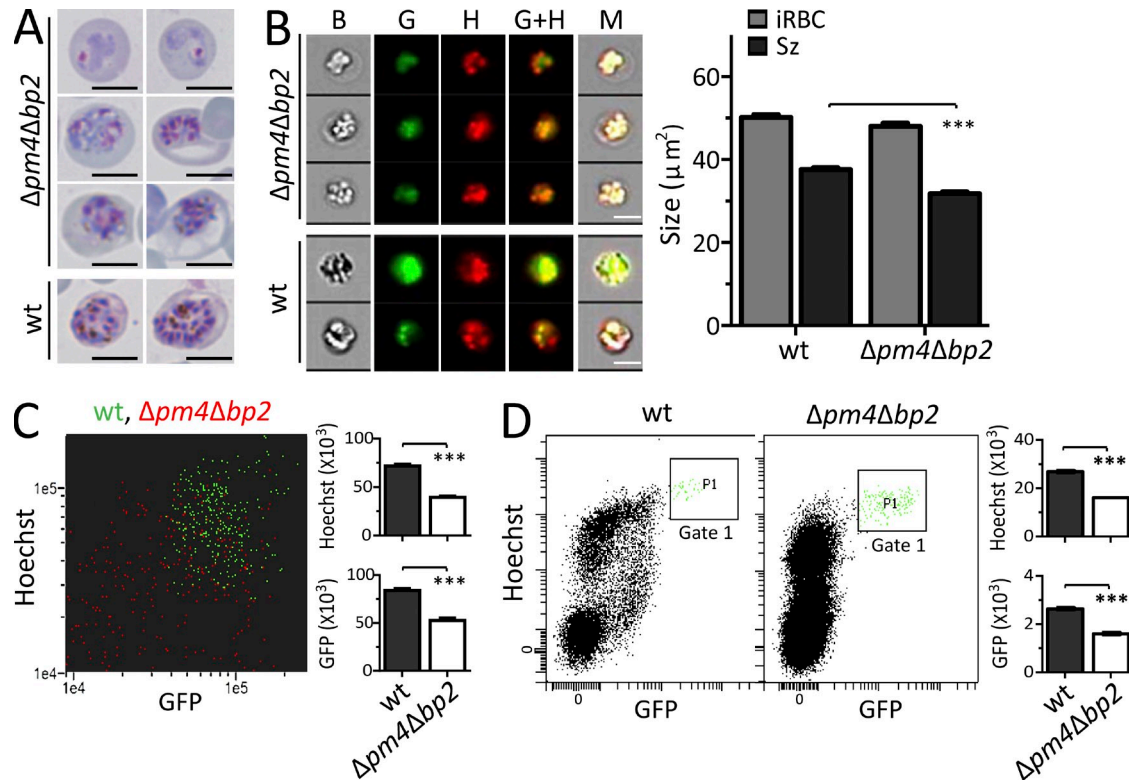 A
Δpm4Δbp2
wt
B
B G H G+H M
Δpm4Δbp2
wt
iRBC
Sz
60
40
20
0
Size (μm²)
***
wt Δpm4Δbp2
C
wt, Δpm4Δbp2
Hoechst
1e5
1e4
1e4 1e5
GFP
Hoechst (X10³)
100
50
0
***
GFP (X10³)
100
50
0
***
wt
Δpm4Δbp2
D
wt Δpm4Δbp2
Hoechst
0
P1
Gate 1
0
GFP
P1
Gate 1
0
GFP
Hoechst (X10³)
40
20
0
***
GFP (X10³)
4
2
0
***
wt
Δpm4Δbp2